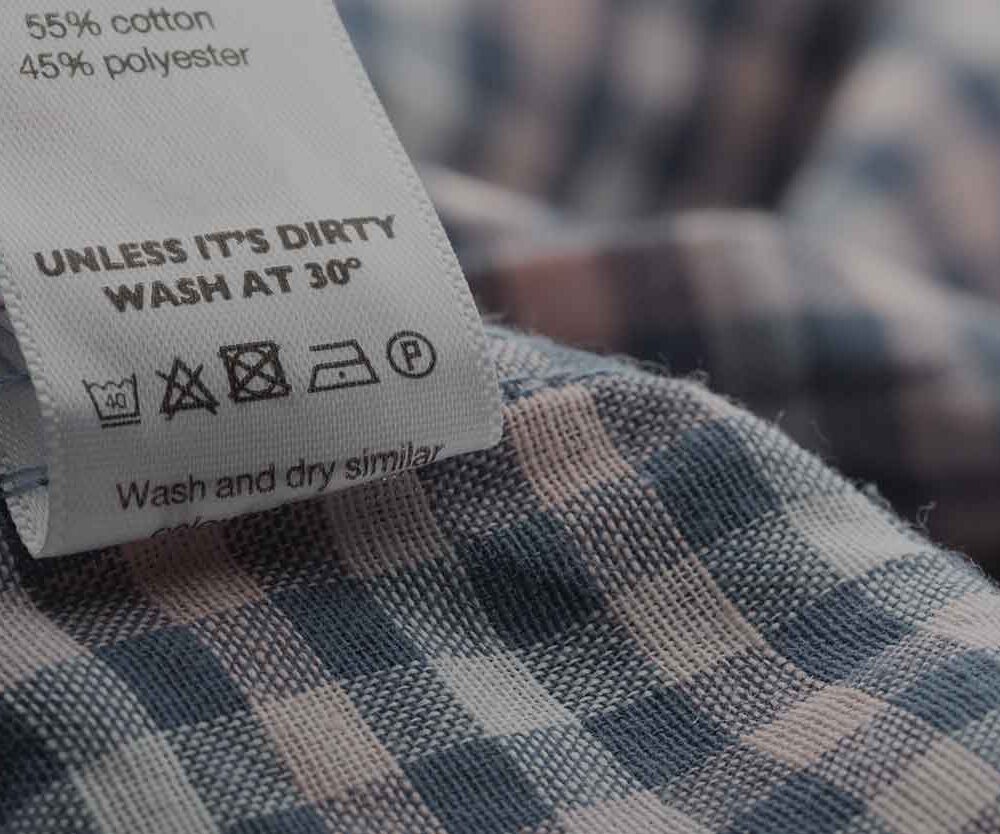 55% cotton
45% polyester
UNLESS IT'S DIRTY
WASH AT 30°
40 P
Wash and dry similar